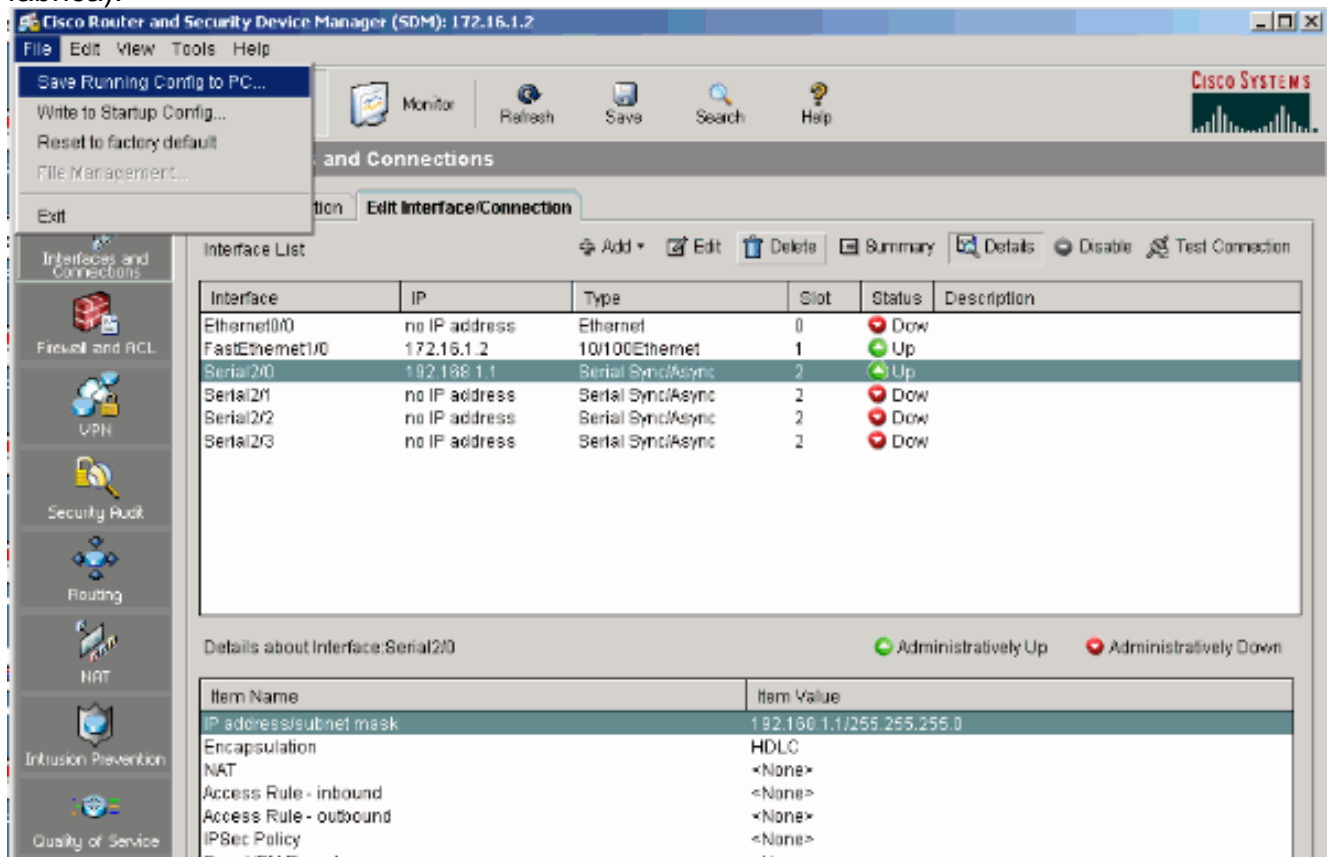 fábrica).
Cisco Router and Security Device Manager (SDM): 172.16.1.2
File Edit View Tools Help
Save Running Config to PC...
Write to Startup Config...
Reset to factory default
File Management...
Exit
Monitor Refresh Save Search Help
CISCO SYSTEMS
and Connections
tion Edit Interface/Connection
Interface List Add Edit Delete Summary Details Disable Test Connection
Interface IP Type Slot Status Description
Ethernet0/0 no IP address Ethernet 0 Dow
FastEthernet1/0 172.16.1.2 10/100Ethernet 1 Up
Serial2/0 192.168.1.1 Serial Sync/Async 2 Up
Serial2/1 no IP address Serial Sync/Async 2 Dow
Serial2/2 no IP address Serial Sync/Async 2 Dow
Serial2/3 no IP address Serial Sync/Async 2 Dow
Interfaces and
Connections
Firewall and ACL
VPN
Security Audit
Routing
NAT
Intrusion Prevention
Quality of Service
Details about Interface:Serial2/0 Administratively Up Administratively Down
Item Name Item Value
IP address/subnet mask 192.168.1.1/255.255.255.0
Encapsulation HDLC
NAT <None>
Access Rule - inbound <None>
Access Rule - outbound <None>
IPSec Policy <None>